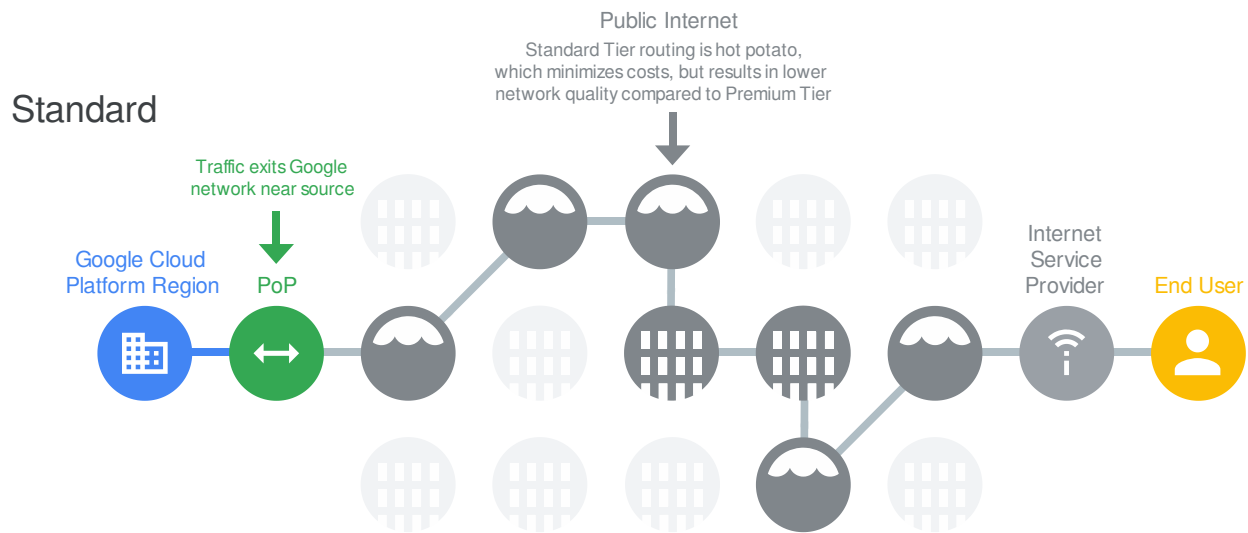 Public Internet
Standard Tier routing is hot potato,
which minimizes costs, but results in lower
network quality compared to Premium Tier
Standard
Traffic exits Google
network near source
Google Cloud
Platform Region
PoP
Internet
Service
Provider
End User